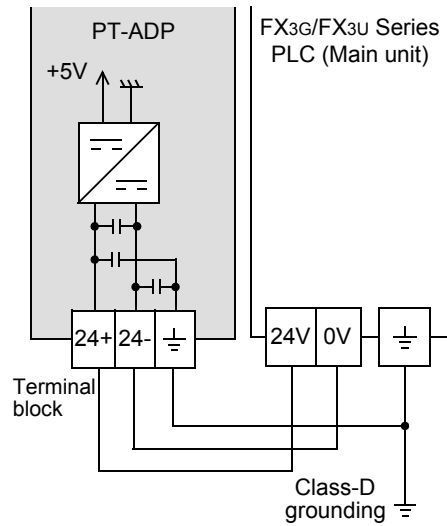 PT-ADP
+5V
FX3G/FX3U Series
PLC (Main unit)
24+ 24-
24V 0V
Terminal
block
Class-D
grounding